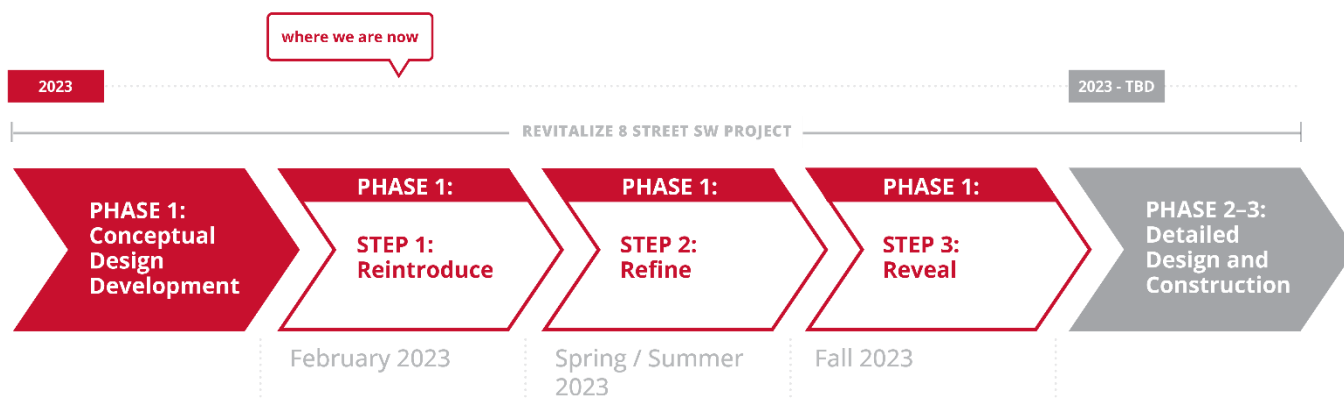 where we are now
2023
2023 - TBD
REVITALIZE 8 STREET SW PROJECT
PHASE 1:
Conceptual
Design
Development
PHASE 1:
STEP 1:
Reintroduce
PHASE 1:
STEP 2:
Refine
PHASE 1:
STEP 3:
Reveal
PHASE 2–3:
Detailed
Design and
Construction
February 2023
Spring / Summer
2023
Fall 2023